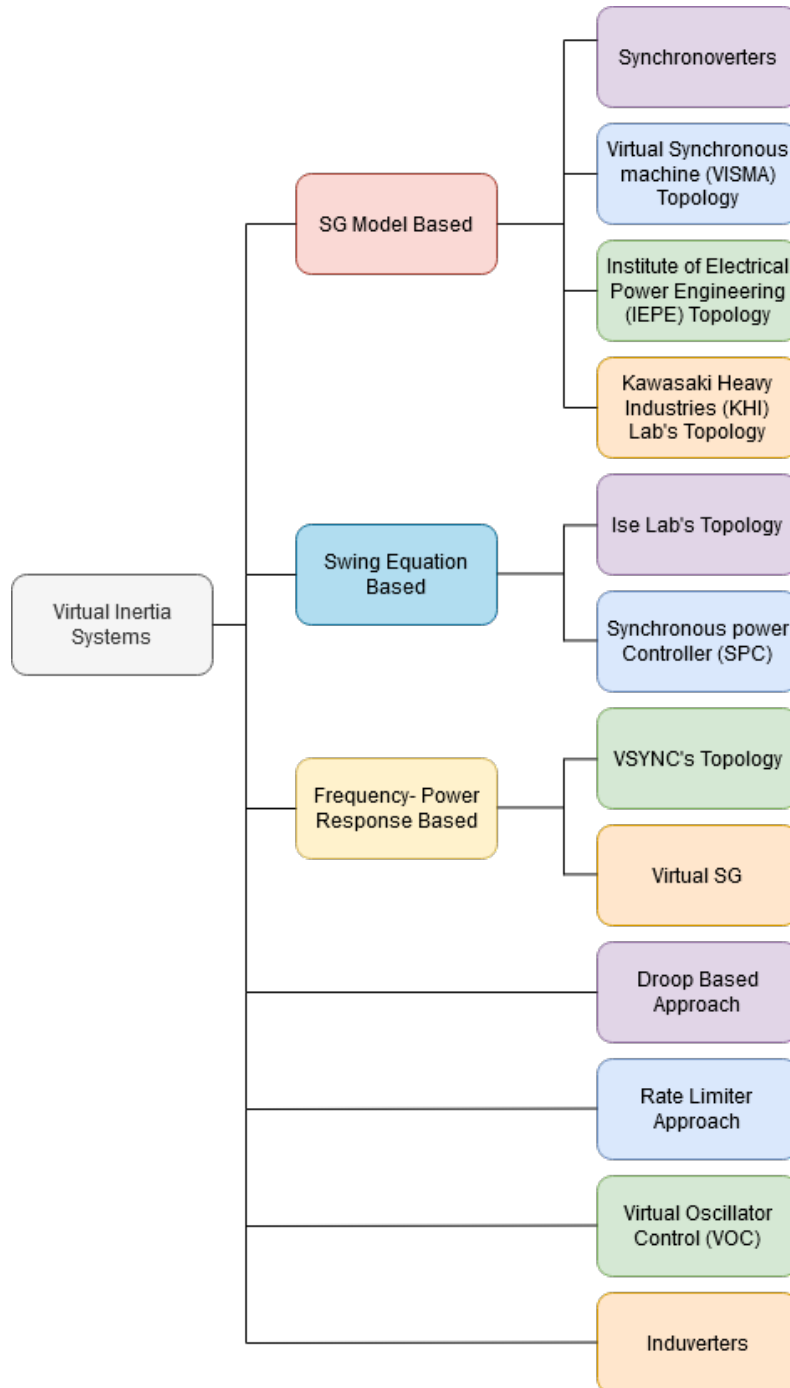 Synchronoverters
Virtual Synchronous
machine (VISMA)
Topology
SG Model Based
Institute of Electrical
Power Engineering
(IEPE) Topology
Kawasaki Heavy
Industries (KHI)
Lab's Topology
Ise Lab's Topology
Swing Equation
Based
Virtual Inertia
Systems
Synchronous power
Controller (SPC)
VSYNC's Topology
Frequency- Power
Response Based
Virtual SG
Droop Based
Approach
Rate Limiter
Approach
Virtual Oscillator
Control (VOC)
Induverters